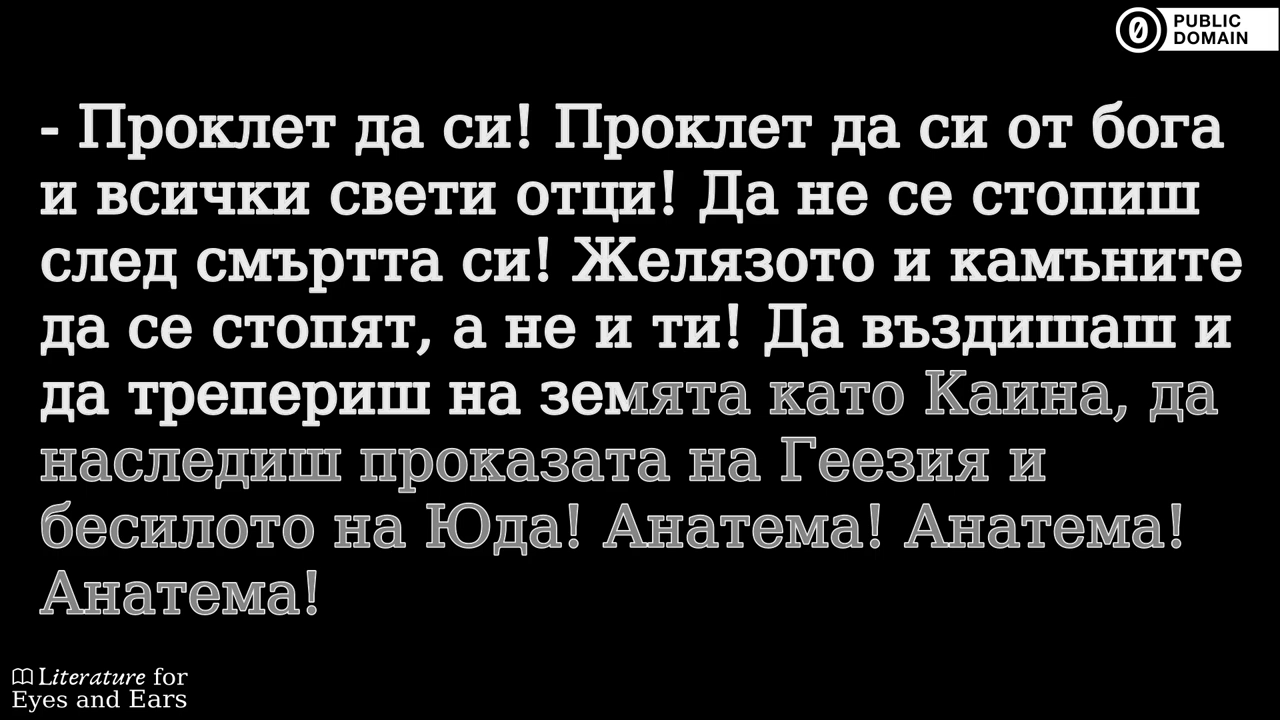 PUBLIC
DOMAIN
- Проклет да си! Проклет да си от бога
и всички свети отци! Да не се стопиш
след смъртта си! Желязото и камъните
да се стопят, а не и ти! Да въздишаш и
да трепериш на земята като Каина, да
наследиш проказата на Геезия и
бесилото на Юда! Анатема! Анатема!
Анатема!
Literature for
Eyes and Ears